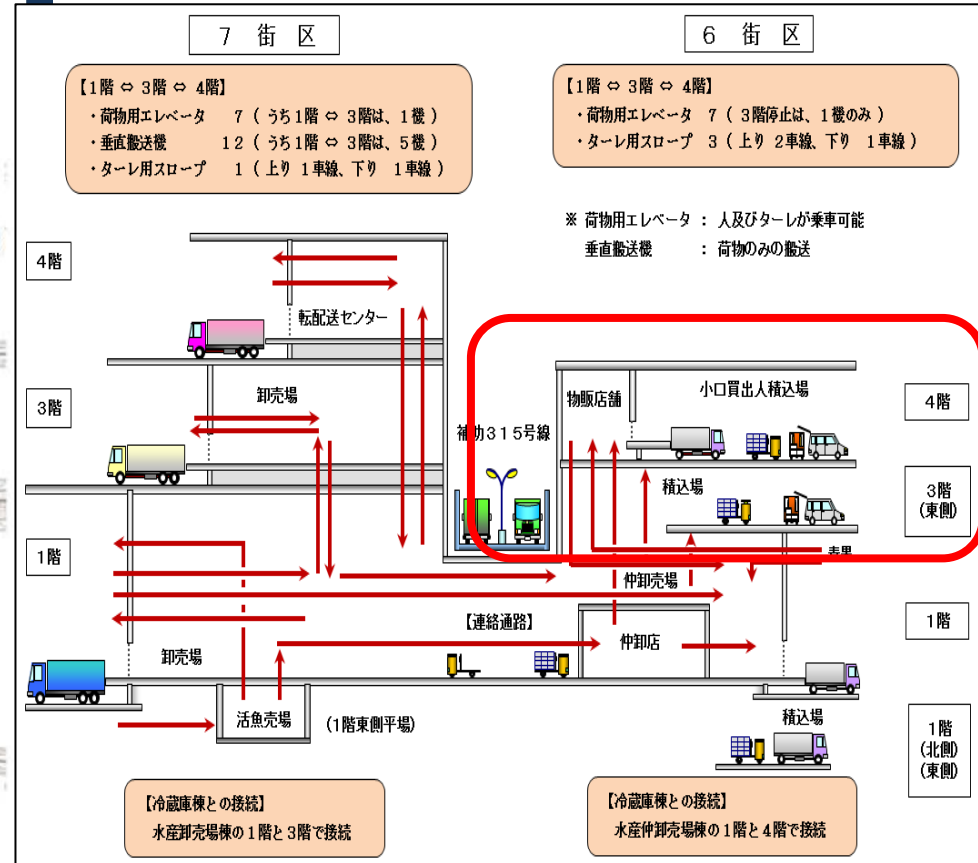 7 街 区
6 街 区
【1階 ⇔ 3階 ⇔ 4階】
・荷物用エレベータ 7 ( うち1階 ⇔ 3階は、1機 )
・垂直搬送機 12 ( うち1階 ⇔ 3階は、5機 )
・ターレ用スロープ 1 ( 上り 1車線、下り 1車線 )
【1階 ⇔ 3階 ⇔ 4階】
・荷物用エレベータ 7 ( 3階停止は、1機のみ )
・ターレ用スロープ 3 ( 上り 2車線、下り 1車線 )
※ 荷物用エレベータ : 人及びターレが乗車可能
垂直搬送機 : 荷物のみの搬送
4階
転配送センター
3階
卸売場
補助315号線
物販店舗
小口買出人積込場
4階
積込場
3階
(東側)
1階
青果
仲卸売場
【連絡通路】
仲卸店
1階
卸売場
活魚売場
(1階東側平場)
積込場
1階
(北側)
(東側)
【冷蔵庫棟との接続】
水産卸売場棟の1階と3階で接続
【冷蔵庫棟との接続】
水産仲卸売場棟の1階と4階で接続